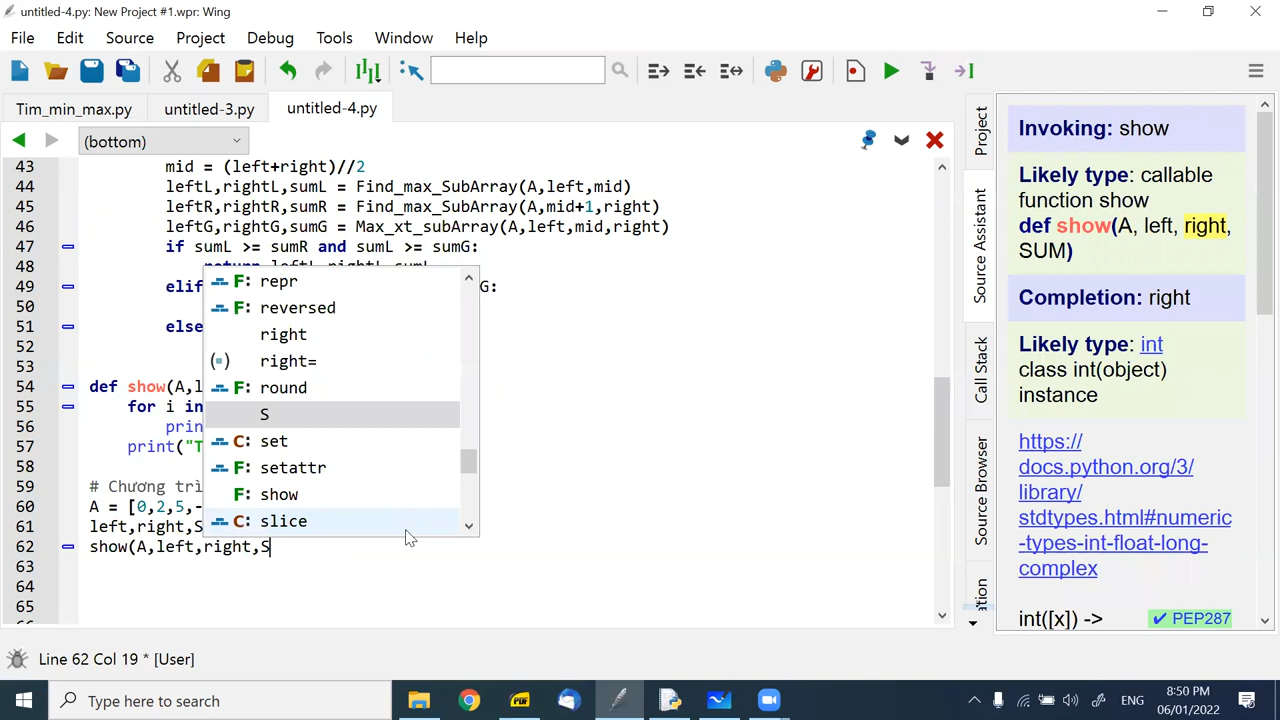 untitled-4.py: New Project #1.wpr: Wing
File Edit Source Project Debug Tools Window Help
Tim_min_max.py untitled-3.py untitled-4.py
(bottom)
43 mid = (left+right)//2
44 leftL,rightL,sumL = Find_max_SubArray(A,left,mid)
45 leftR,rightR,sumR = Find_max_SubArray(A,mid+1,right)
46 leftG,rightG,sumG = Max_xt_subArray(A,left,mid,right)
47 if sumL >= sumR and sumL >= sumG:
48 return leftL,rightL,sumL
49 elif G:
50
51 else
52
53
54 def show(A,l
55 for i in
56 prin
57 print("T
58
59 # Chương trì
60 A = [0,2,5,-
61 left,right,S
62 show(A,left,right,S
63
64
65
F: repr
F: reversed
right
right=
F: round
S
C: set
F: setattr
F: show
C: slice
Project
Source Assistant
Call Stack
Source Browser
Invoking: show
Likely type: callable
function show
def show(A, left, right,
SUM)
Completion: right
Likely type: int
class int(object)
instance
https://
docs.python.org/3/
library/
stdtypes.html#numeric
-types-int-float-long-
complex
int([x]) -> ✔ PEP287
Line 62 Col 19 * [User]
Type here to search
PDF
ENG
8:50 PM
06/01/2022